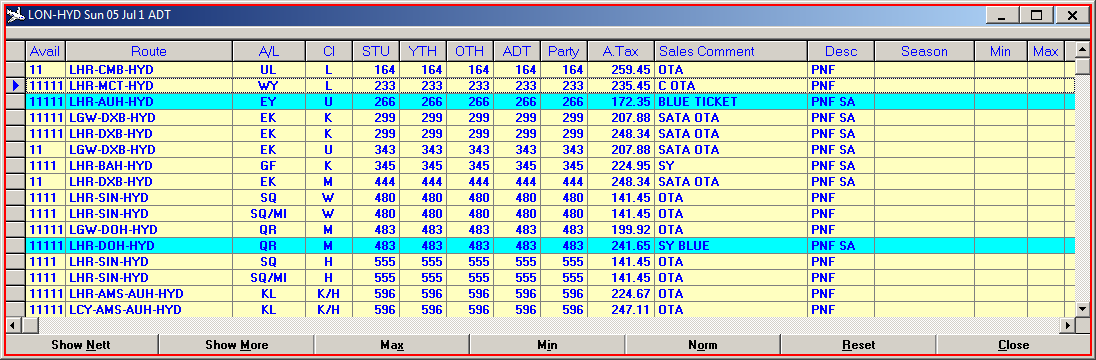 LON-HYD Sun 05 Jul 1 ADT
Avail Route A/L Cl STU YTH OTH ADT Party A.Tax Sales Comment Desc Season Min Max
11 LHR-CMB-HYD UL L 164 164 164 164 164 259.45 OTA PNF
11111 LHR-MCT-HYD WY L 233 233 233 233 233 235.45 C OTA PNF
11111 LHR-AUH-HYD EY U 266 266 266 266 266 172.35 BLUE TICKET PNF SA
11111 LGW-DXB-HYD EK K 299 299 299 299 299 207.88 SATA OTA PNF SA
11111 LHR-DXB-HYD EK K 299 299 299 299 299 248.34 SATA OTA PNF SA
11 LGW-DXB-HYD EK U 343 343 343 343 343 207.88 SATA OTA PNF SA
1111 LHR-BAH-HYD GF K 345 345 345 345 345 224.95 SY PNF SA
11 LHR-DXB-HYD EK M 444 444 444 444 444 248.34 SATA OTA PNF SA
1111 LHR-SIN-HYD SQ W 480 480 480 480 480 141.45 OTA PNF
1111 LHR-SIN-HYD SQ/MI W 480 480 480 480 480 141.45 OTA PNF
11111 LGW-DOH-HYD QR M 483 483 483 483 483 199.92 OTA PNF
11111 LHR-DOH-HYD QR M 483 483 483 483 483 241.65 SY BLUE PNF SA
1111 LHR-SIN-HYD SQ H 555 555 555 555 555 141.45 OTA PNF
1111 LHR-SIN-HYD SQ/MI H 555 555 555 555 555 141.45 OTA PNF
11111 LHR-AMS-AUH-HYD KL K/H 596 596 596 596 596 224.67 OTA PNF
11111 LCY-AMS-AUH-HYD KL K/H 596 596 596 596 596 247.11 OTA PNF
Show Nett Show More Max Min Norm Reset Close